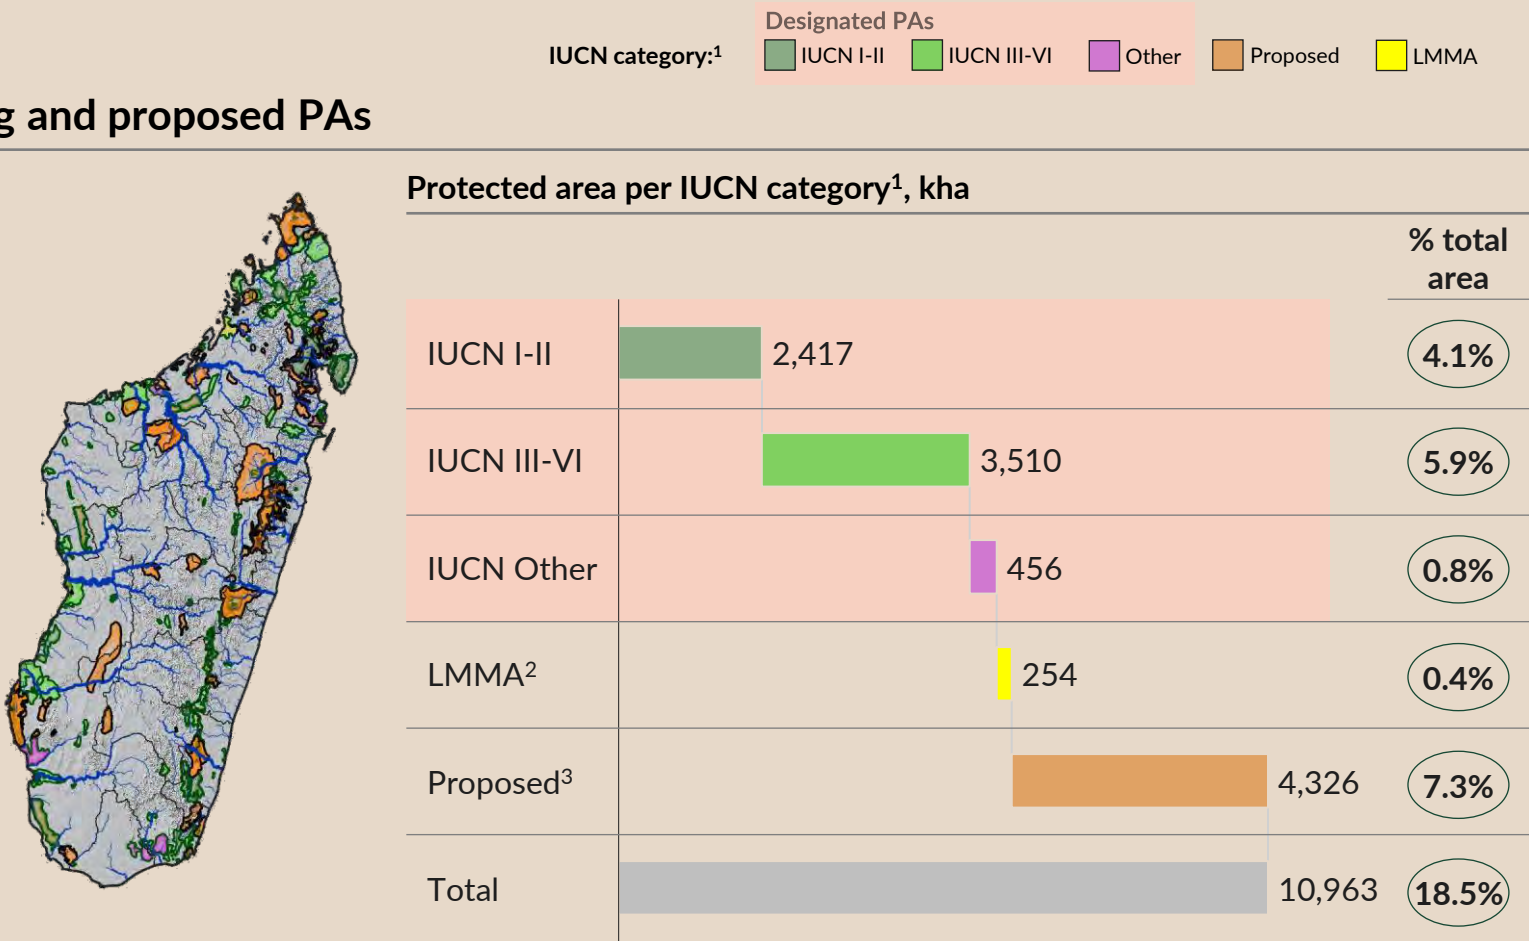 Designated PAs
IUCN category:¹ IUCN I-II IUCN III-VI Other Proposed LMMA
g and proposed PAs
Protected area per IUCN category¹, kha
% total
area
IUCN I-II 2,417 4.1%
IUCN III-VI 3,510 5.9%
IUCN Other 456 0.8%
LMMA² 254 0.4%
Proposed³ 4,326 7.3%
Total 10,963 18.5%